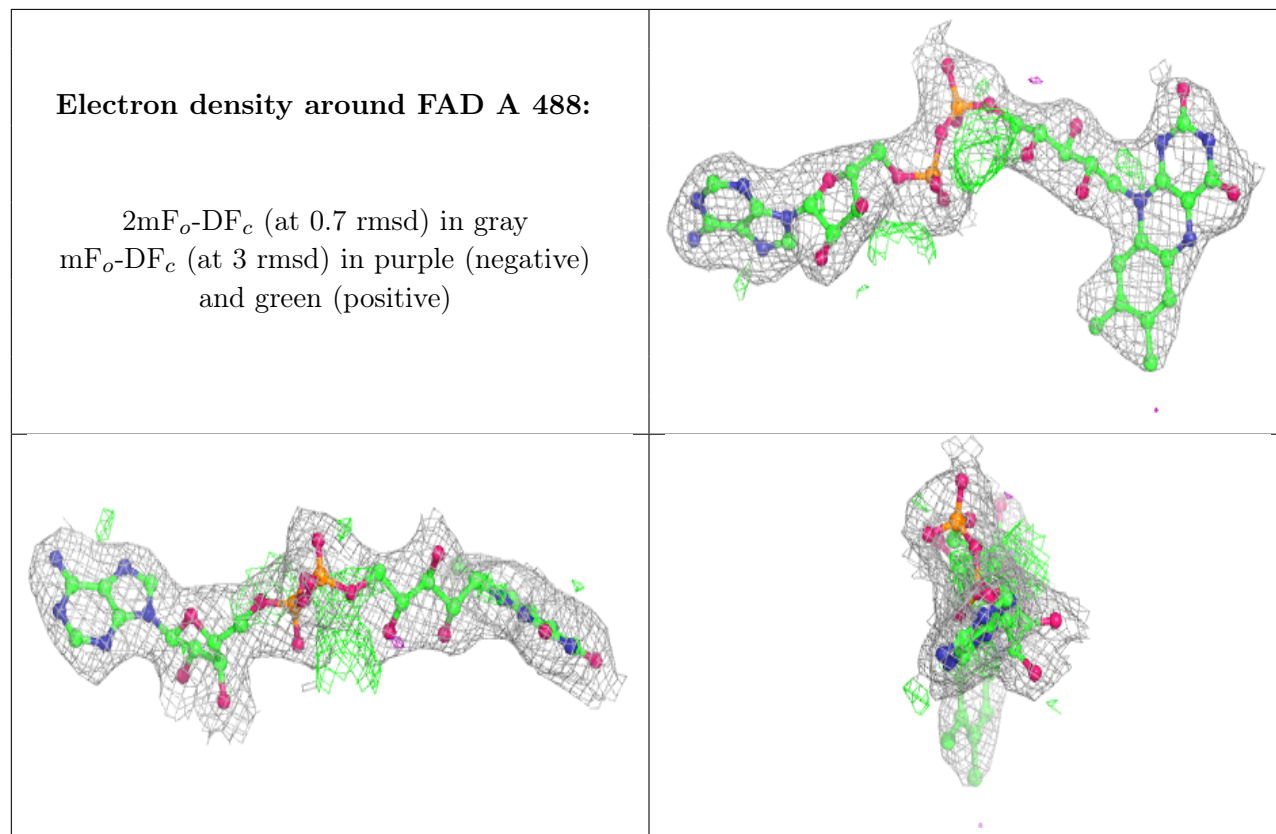 Electron density around FAD A 488:
2mFo-DFc (at 0.7 rmsd) in gray
mFo-DFc (at 3 rmsd) in purple (negative)
and green (positive)